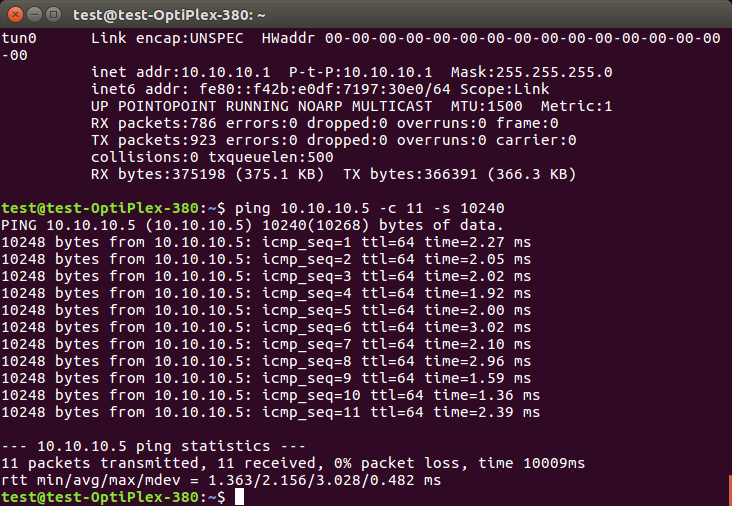 test@test-OptiPlex-380: ~
tun0      Link encap:UNSPEC  HWaddr 00-00-00-00-00-00-00-00-00-00-00-00-00-00-00
-00
          inet addr:10.10.10.1  P-t-P:10.10.10.1  Mask:255.255.255.0
          inet6 addr: fe80::f42b:e0df:7197:30e0/64 Scope:Link
          UP POINTOPOINT RUNNING NOARP MULTICAST  MTU:1500  Metric:1
          RX packets:786 errors:0 dropped:0 overruns:0 frame:0
          TX packets:923 errors:0 dropped:0 overruns:0 carrier:0
          collisions:0 txqueuelen:500
          RX bytes:375198 (375.1 KB)  TX bytes:366391 (366.3 KB)
test@test-OptiPlex-380:~$ ping 10.10.10.5 -c 11 -s 10240
PING 10.10.10.5 (10.10.10.5) 10240(10268) bytes of data.
10248 bytes from 10.10.10.5: icmp_seq=1 ttl=64 time=2.27 ms
10248 bytes from 10.10.10.5: icmp_seq=2 ttl=64 time=2.05 ms
10248 bytes from 10.10.10.5: icmp_seq=3 ttl=64 time=2.02 ms
10248 bytes from 10.10.10.5: icmp_seq=4 ttl=64 time=1.92 ms
10248 bytes from 10.10.10.5: icmp_seq=5 ttl=64 time=2.00 ms
10248 bytes from 10.10.10.5: icmp_seq=6 ttl=64 time=3.02 ms
10248 bytes from 10.10.10.5: icmp_seq=7 ttl=64 time=2.10 ms
10248 bytes from 10.10.10.5: icmp_seq=8 ttl=64 time=2.96 ms
10248 bytes from 10.10.10.5: icmp_seq=9 ttl=64 time=1.59 ms
10248 bytes from 10.10.10.5: icmp_seq=10 ttl=64 time=1.36 ms
10248 bytes from 10.10.10.5: icmp_seq=11 ttl=64 time=2.39 ms
--- 10.10.10.5 ping statistics ---
11 packets transmitted, 11 received, 0% packet loss, time 10009ms
rtt min/avg/max/mdev = 1.363/2.156/3.028/0.482 ms
test@test-OptiPlex-380:~$